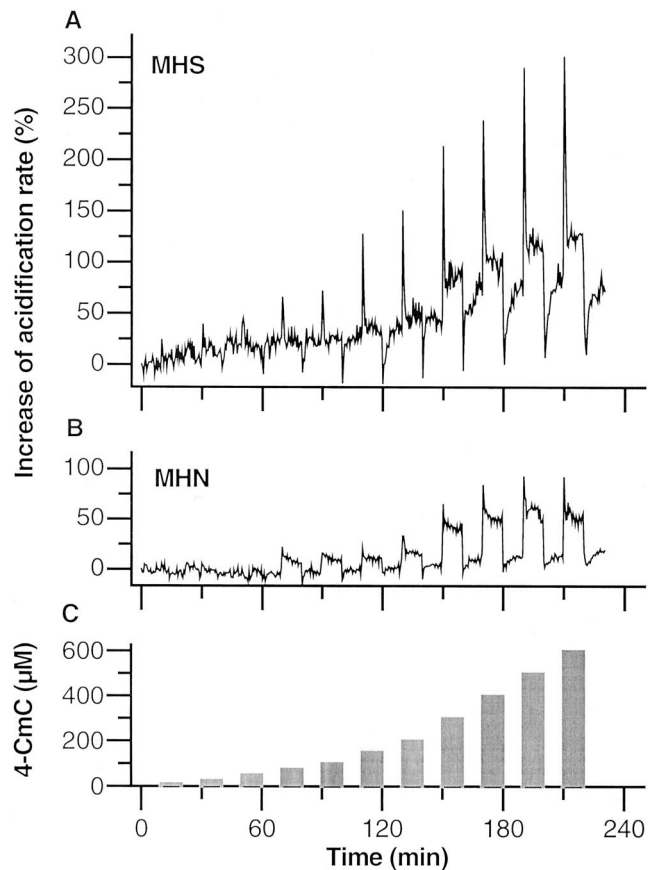 A
MHS
Increase of acidification rate (%)
300
250
200
150
100
50
0
B
MHN
100
50
0
C
4-CmC (µM)
600
400
200
0
0 60 120 180 240
Time (min)